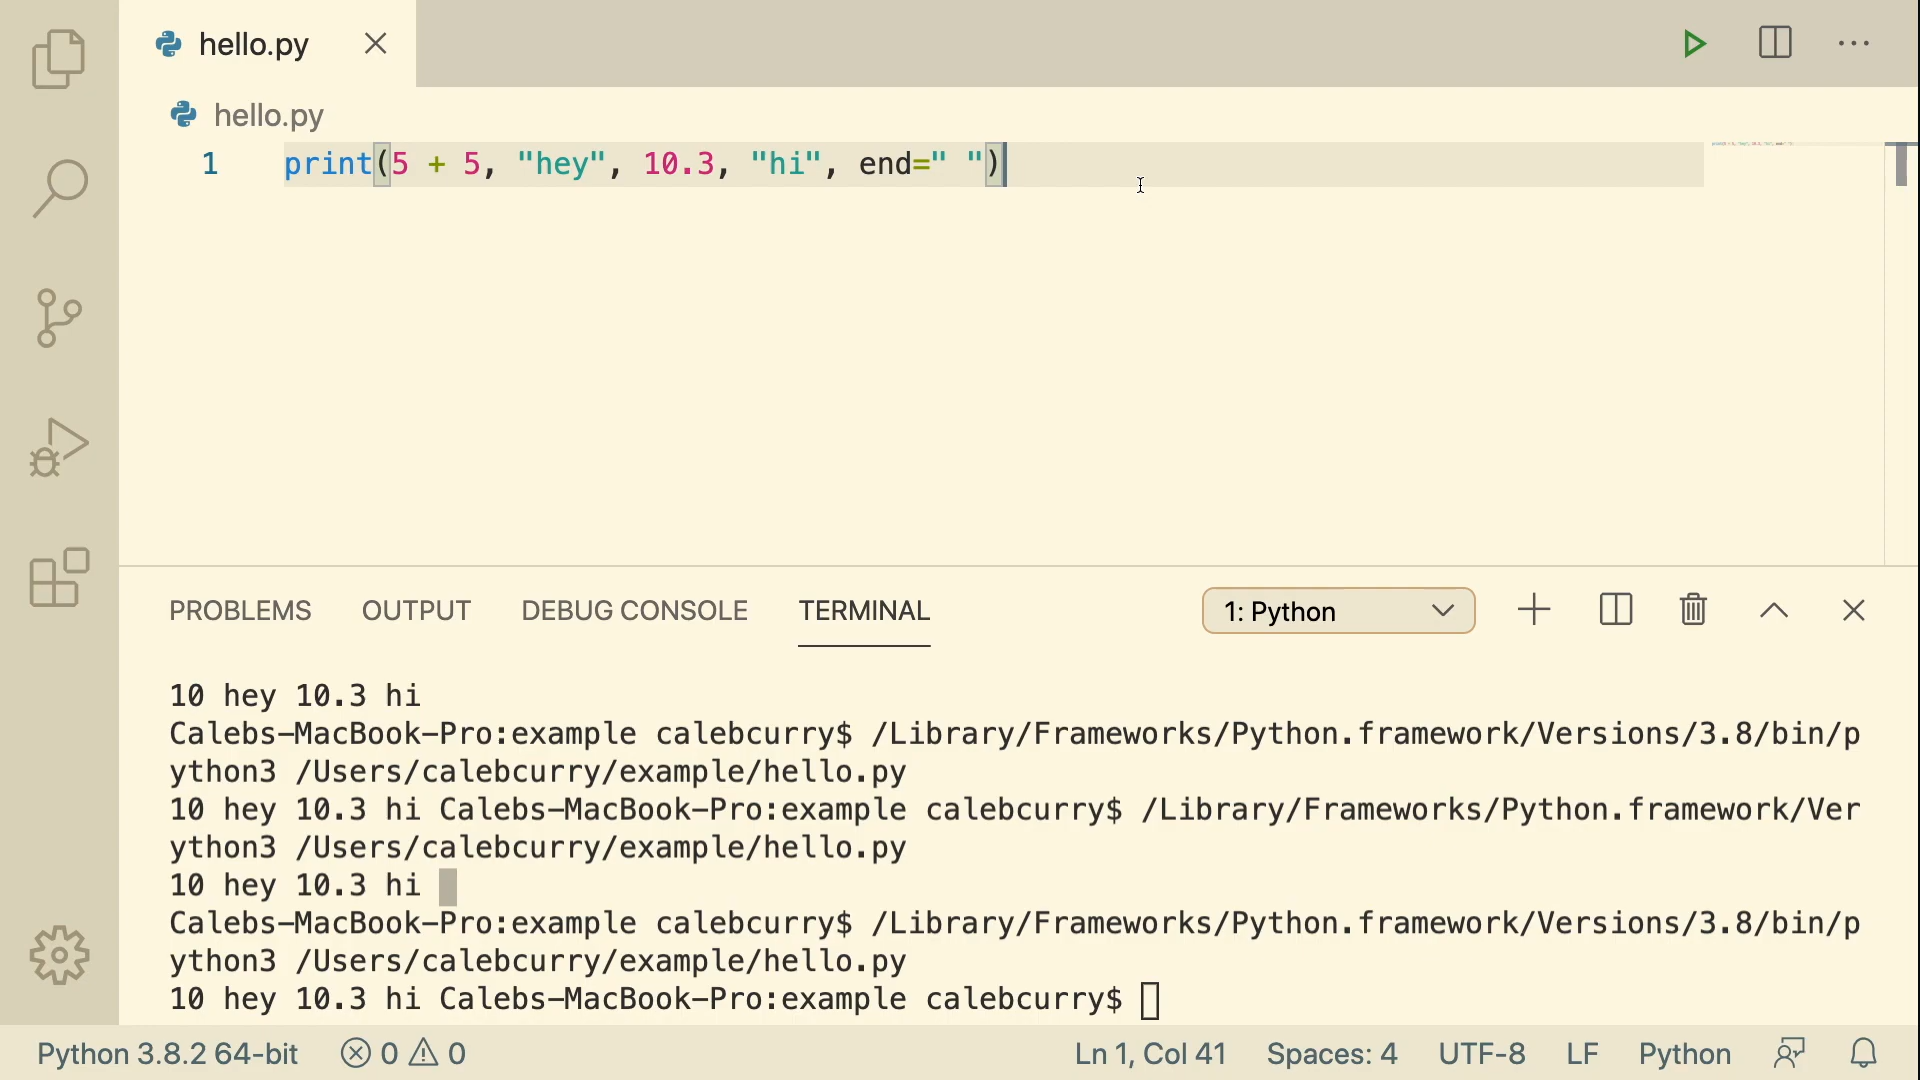 hello.py
hello.py
1 print(5 + 5, "hey", 10.3, "hi", end=" ")
PROBLEMS OUTPUT DEBUG CONSOLE TERMINAL 1: Python
10 hey 10.3 hi
Calebs-MacBook-Pro:example calebcurry$ /Library/Frameworks/Python.framework/Versions/3.8/bin/p
ython3 /Users/calebcurry/example/hello.py
10 hey 10.3 hi Calebs-MacBook-Pro:example calebcurry$ /Library/Frameworks/Python.framework/Ver
ython3 /Users/calebcurry/example/hello.py
10 hey 10.3 hi
Calebs-MacBook-Pro:example calebcurry$ /Library/Frameworks/Python.framework/Versions/3.8/bin/p
ython3 /Users/calebcurry/example/hello.py
10 hey 10.3 hi Calebs-MacBook-Pro:example calebcurry$
Python 3.8.2 64-bit 0 0 Ln 1, Col 41 Spaces: 4 UTF-8 LF Python